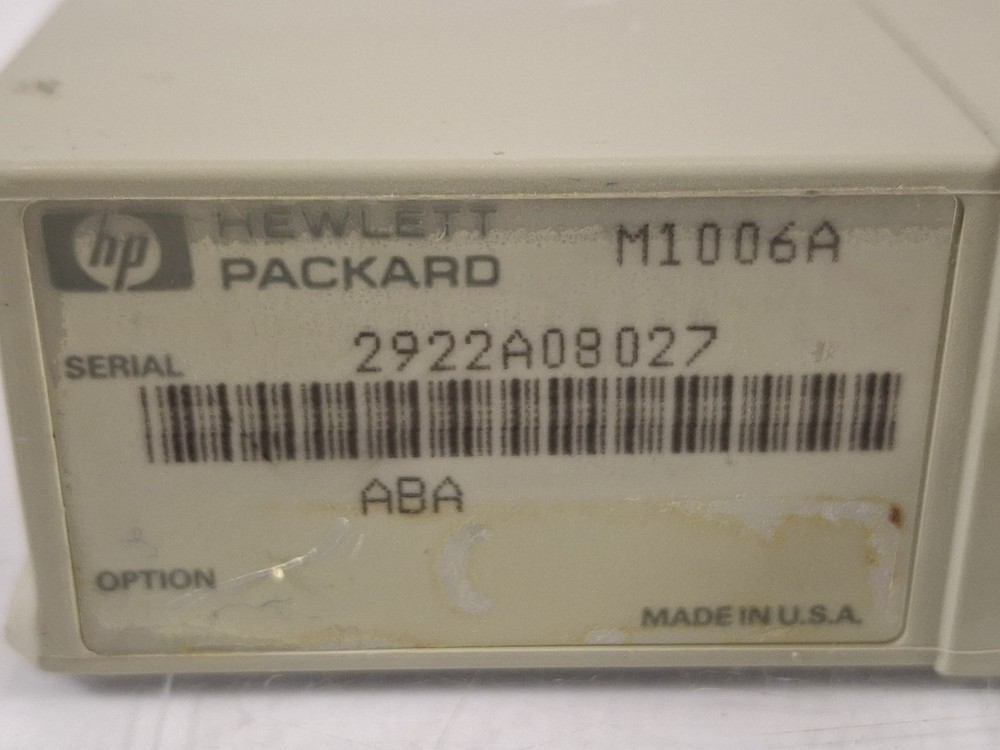 hp HEWLETT
PACKARD
M1006A
SERIAL 2922A08027
ABA
OPTION
MADE IN U.S.A.